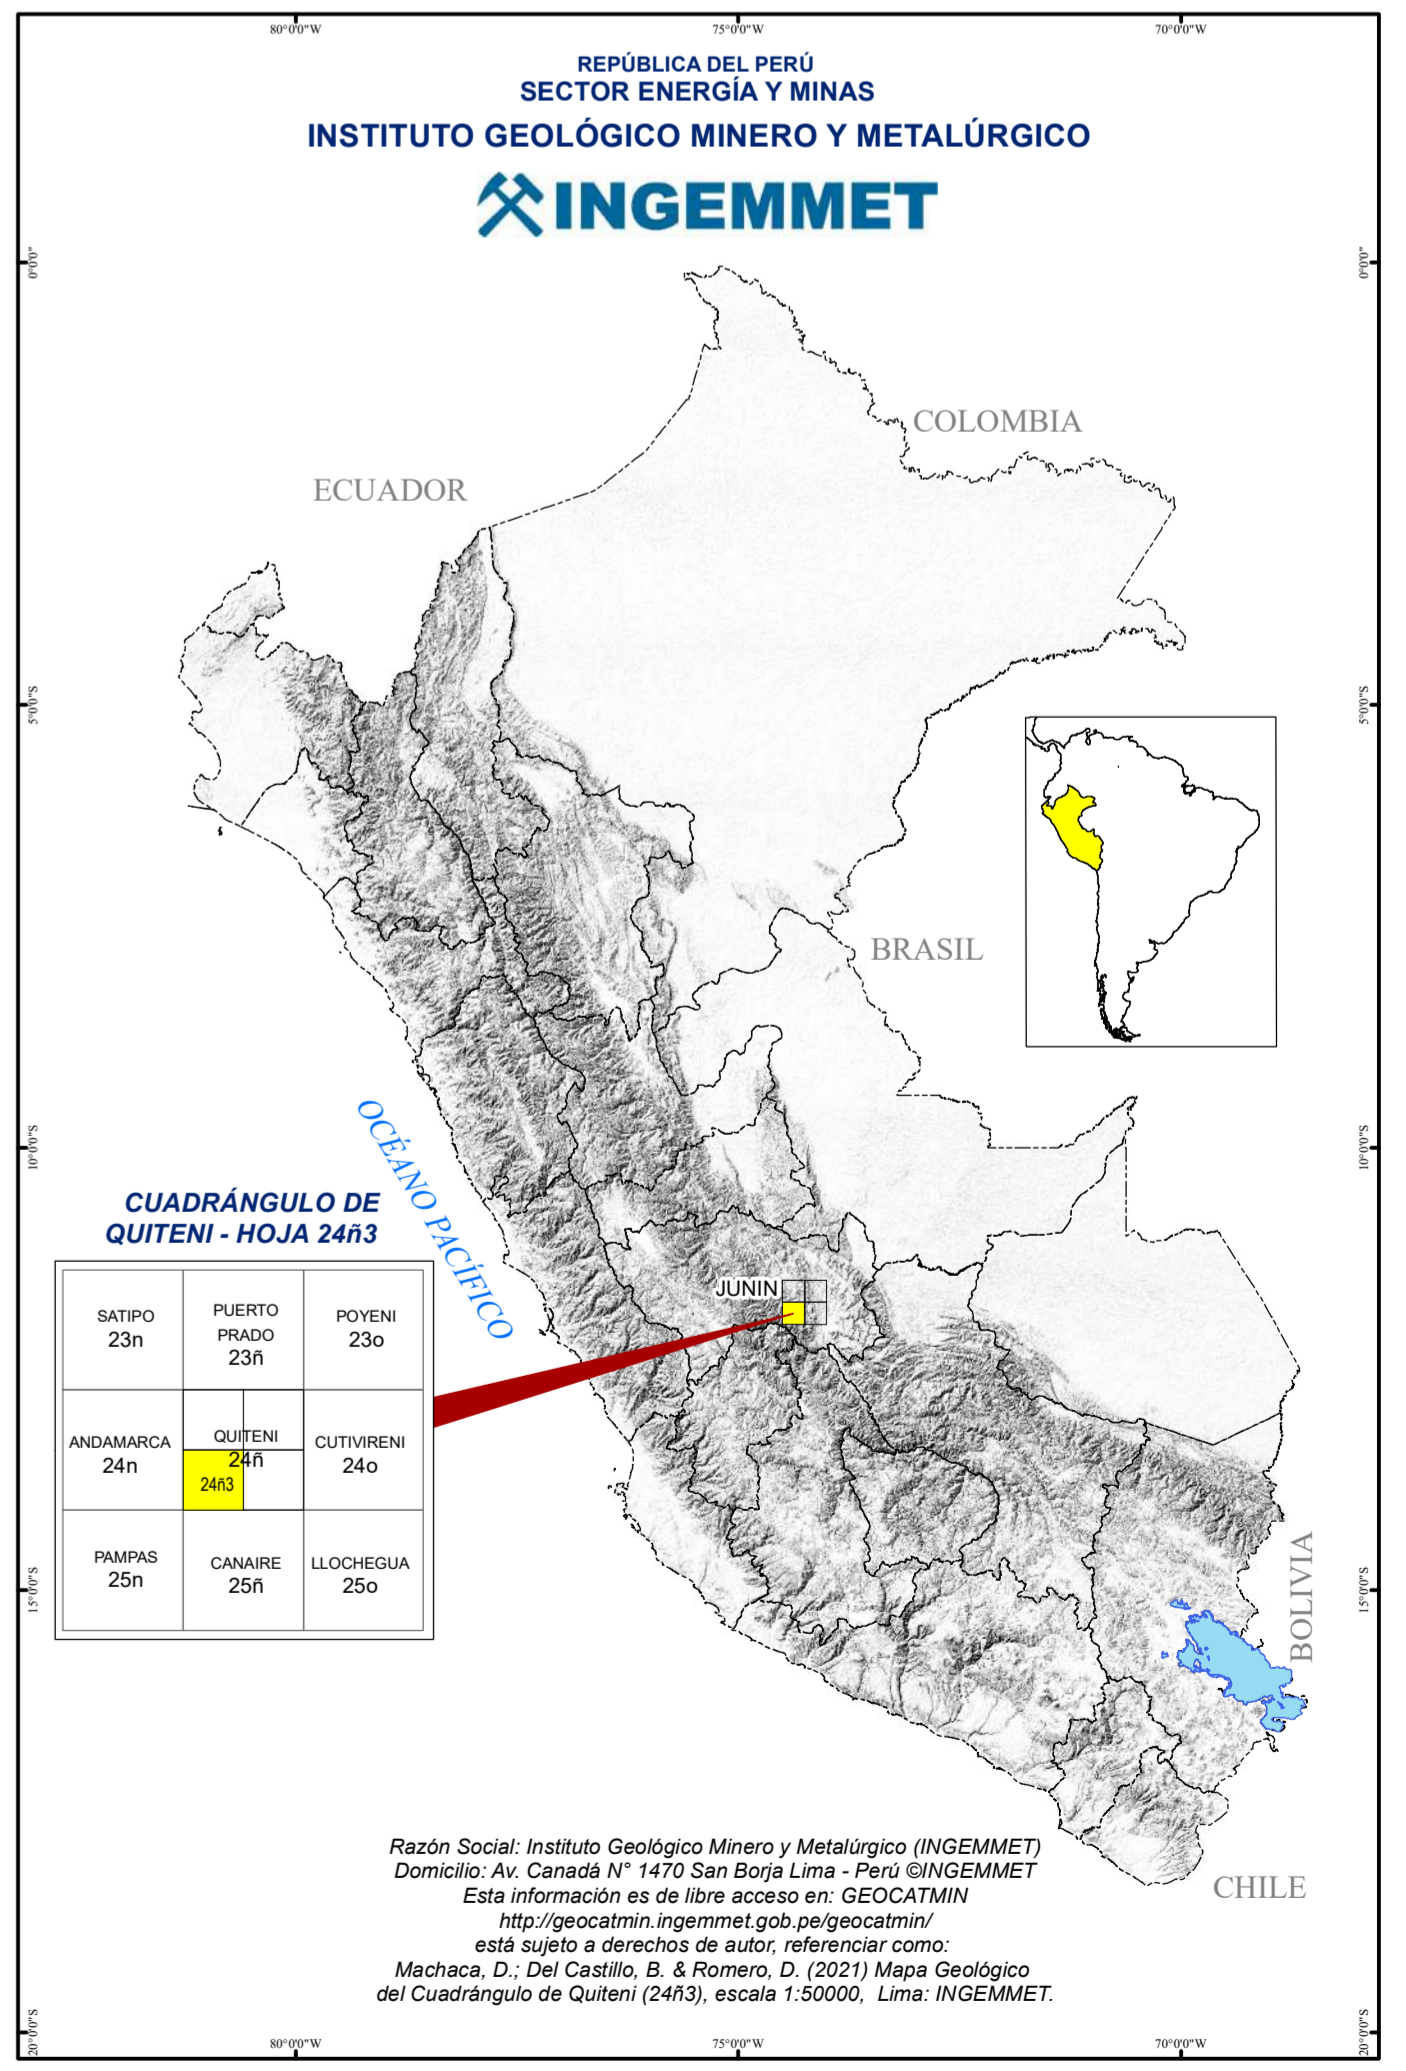 80°0'0"W
75°0'0"W
70°0'0"W
REPÚBLICA DEL PERÚ
SECTOR ENERGÍA Y MINAS
INSTITUTO GEOLÓGICO MINERO Y METALÚRGICO
INGEMMET
0°0'0"
0°0'0"
COLOMBIA
ECUADOR
5°0'0"S
5°0'0"S
BRASIL
OCÉANO PACÍFICO
10°0'0"S
10°0'0"S
CUADRÁNGULO DE
QUITENI - HOJA 24ñ3
JUNIN
SATIPO
23n
PUERTO
PRADO
23ñ
POYENI
23o
ANDAMARCA
24n
QUITENI
24ñ
24ñ3
CUTIVIRENI
24o
PAMPAS
25n
CANAIRE
25ñ
LLOCHEGUA
25o
15°0'0"S
15°0'0"S
BOLIVIA
CHILE
Razón Social: Instituto Geológico Minero y Metalúrgico (INGEMMET)
Domicilio: Av. Canadá N° 1470 San Borja Lima - Perú ©INGEMMET
Esta información es de libre acceso en: GEOCATMIN
http://geocatmin.ingemmet.gob.pe/geocatmin/
está sujeto a derechos de autor, referenciar como:
Machaca, D.; Del Castillo, B. & Romero, D. (2021) Mapa Geológico
del Cuadrángulo de Quiteni (24ñ3), escala 1:50000, Lima: INGEMMET.
20°0'0"S
20°0'0"S
80°0'0"W
75°0'0"W
70°0'0"W